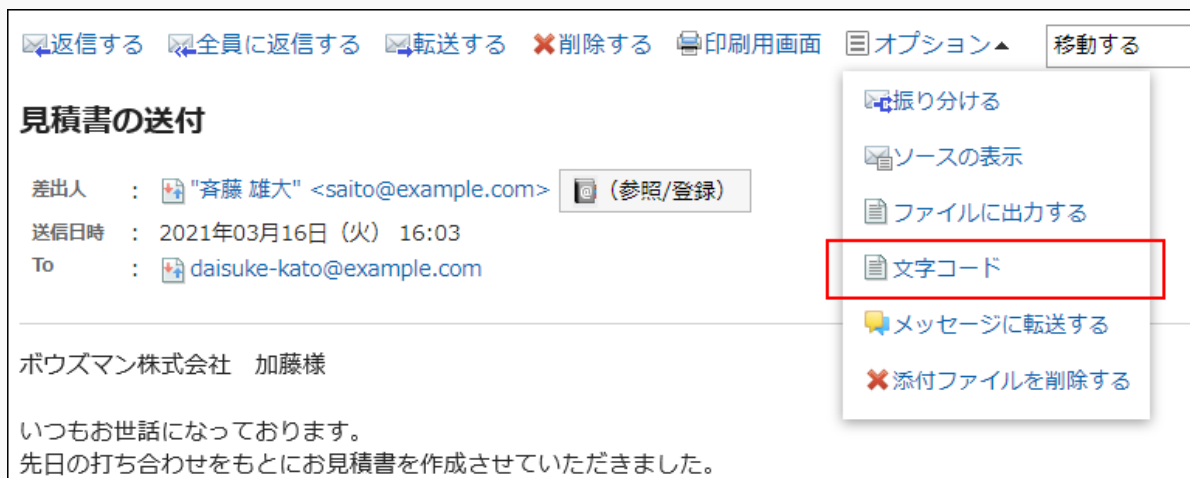 返信する 全員に返信する 転送する 削除する 印刷用画面 オプション▲ 移動する
振り分ける
ソースの表示
ファイルに出力する
文字コード
メッセージに転送する
添付ファイルを削除する
見積書の送付
差出人 : "斉藤 雄大" <saito@example.com> (参照/登録)
送信日時 : 2021年03月16日（火） 16:03
To : daisuke-kato@example.com
ボウズマン株式会社　加藤様
いつもお世話になっております。
先日の打ち合わせをもとにお見積書を作成させていただきました。